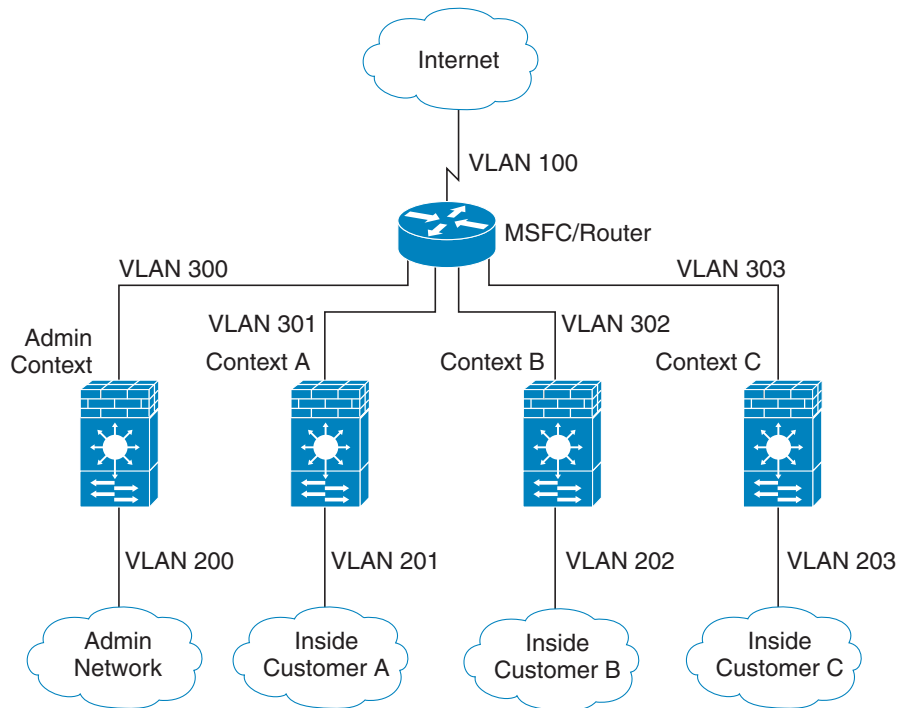 Internet
VLAN 100
MSFC/Router
VLAN 300
VLAN 303
VLAN 301
VLAN 302
Admin
Context
Context A
Context B
Context C
VLAN 200
VLAN 201
VLAN 202
VLAN 203
Admin
Network
Inside
Customer A
Inside
Customer B
Inside
Customer C